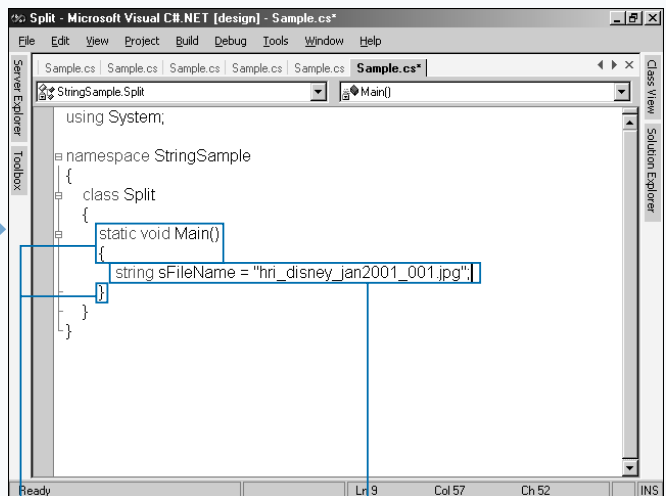 Split - Microsoft Visual C#.NET [design] - Sample.cs*
File Edit View Project Build Debug Tools Window Help
Sample.cs Sample.cs Sample.cs Sample.cs Sample.cs Sample.cs*
StringSample.Split Main()
Server Explorer
Toolbox
Class View
Solution Explorer
using System;
namespace StringSample
{
class Split
{
static void Main()
{
string sFileName = "hri_disney_jan2001_001.jpg";
}
}
}
Ready Ln 9 Col 57 Ch 52 INS